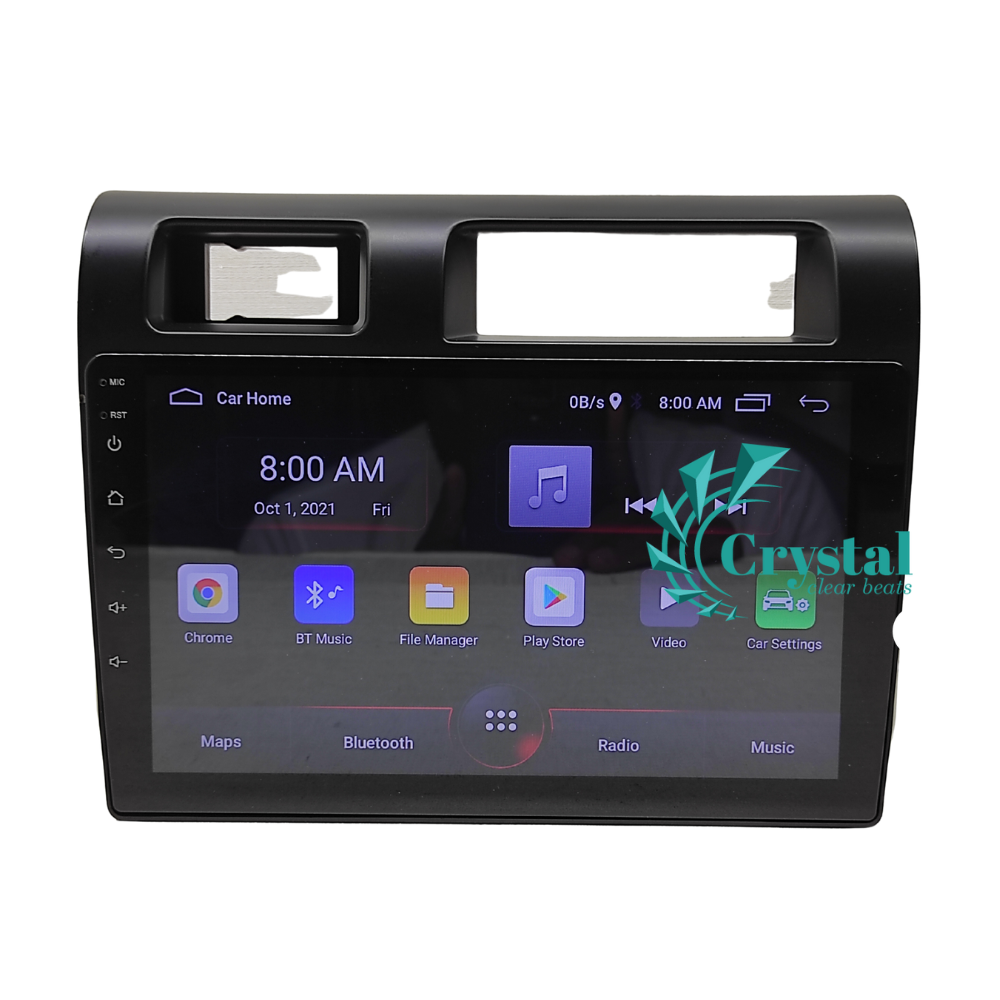 MIC
RST
Car Home
0B/s
8:00 AM
8:00 AM
Oct 1, 2021 Fri
Crystal
clear beats
Chrome
BT Music
File Manager
Play Store
Video
Car Settings
Maps
Bluetooth
Radio
Music